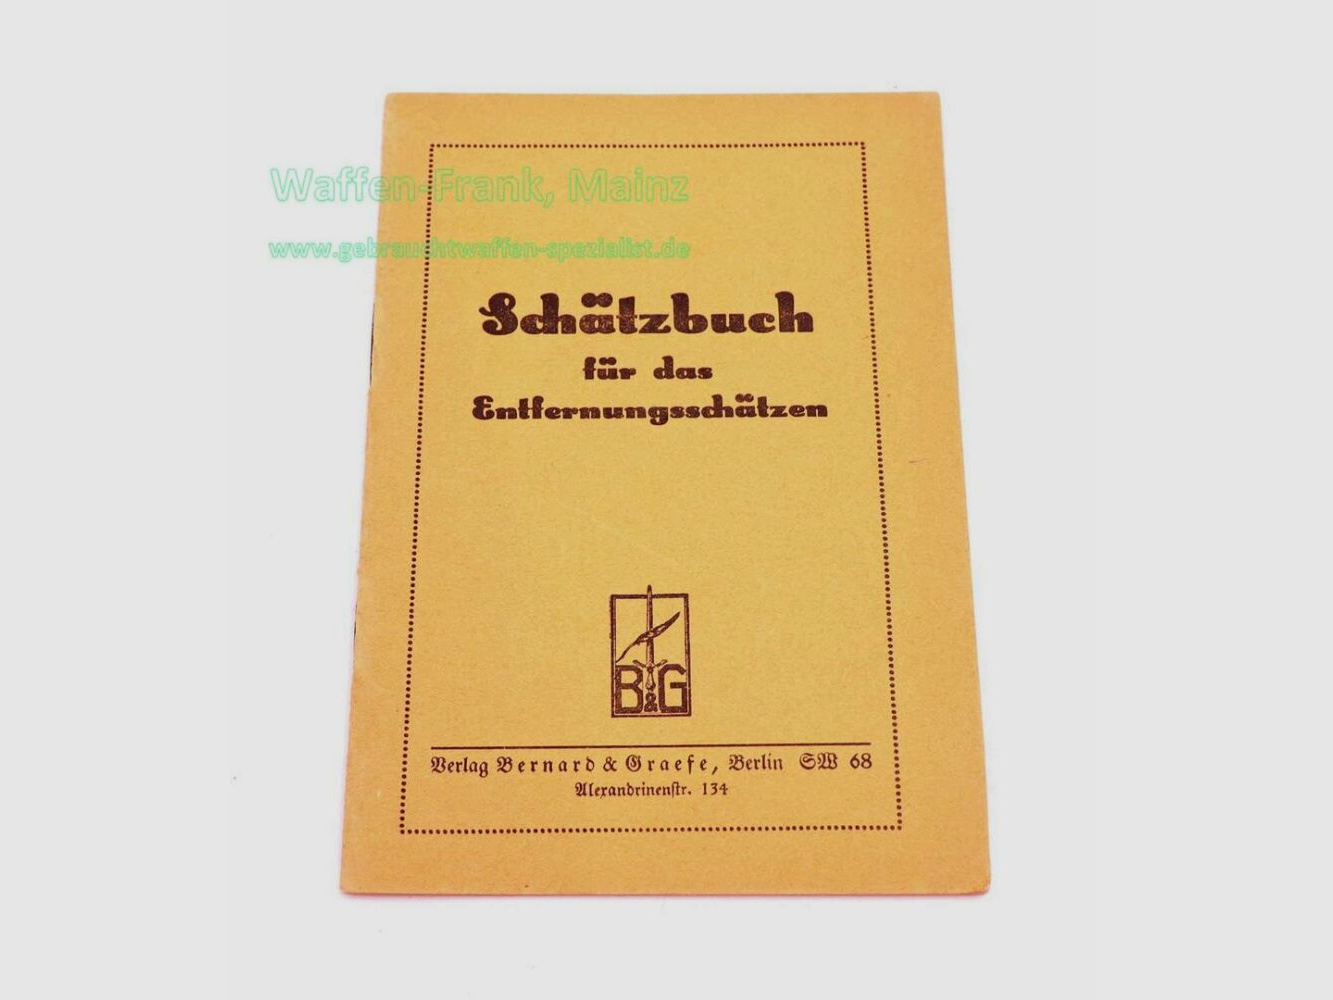 Waffen-Frank, Mainz
www.gebrauchtwaffen-spezialist.de
Schätzbuch
für das
Entfernungsschätzen
B&G
Verlag Bernard & Graefe, Berlin SW 68
Alexandrinenstr. 134